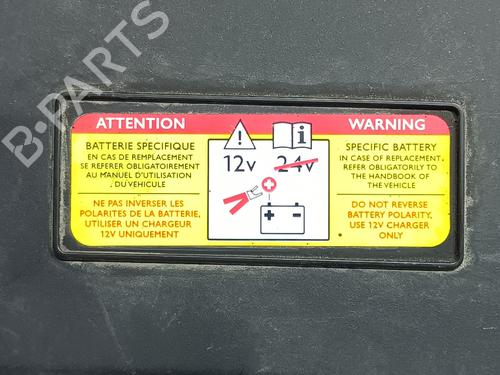 B-PARTS
ATTENTION
BATTERIE SPECIFIQUE
EN CAS DE REMPLACEMENT
SE REFERER OBLIGATOIREMENT
AU MANUEL D'UTILISATION
DU VÉHICULE
NE PAS INVERSER LES
POLARITES DE LA BATTERIE,
UTILISER UN CHARGEUR
12V UNIQUEMENT
12v 24v
WARNING
SPECIFIC BATTERY
IN CASE OF REPLACEMENT,
REFER OBLIGATORILY TO
THE HANDBOOK OF
THE VEHICLE
DO NOT REVERSE
BATTERY POLARITY,
USE 12V CHARGER
ONLY